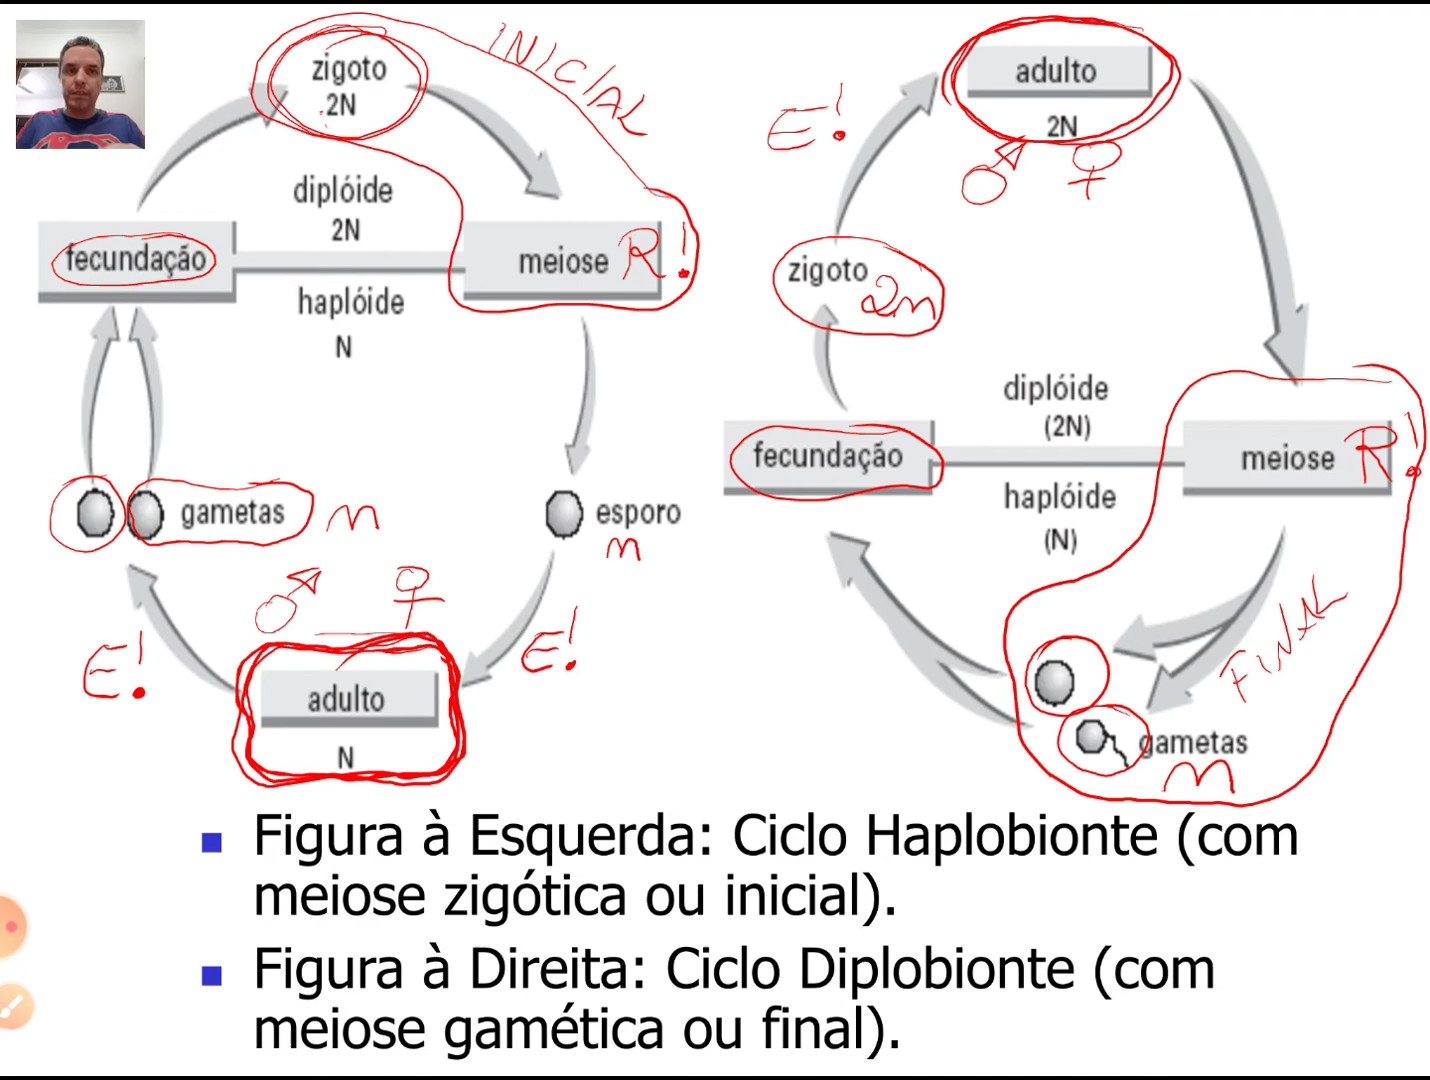 INICIAL
zigoto
2N
diplóide
2N
fecundação
meiose R!
haplóide
N
gametas n
esporo
n
E!
E!
adulto
N
E!
adulto
2N
zigoto 2n
diplóide
(2N)
fecundação
meiose R!
haplóide
(N)
FINAL
gametas
n
Figura à Esquerda: Ciclo Haplobionte (com
meiose zigótica ou inicial).
Figura à Direita: Ciclo Diplobionte (com
meiose gamética ou final).